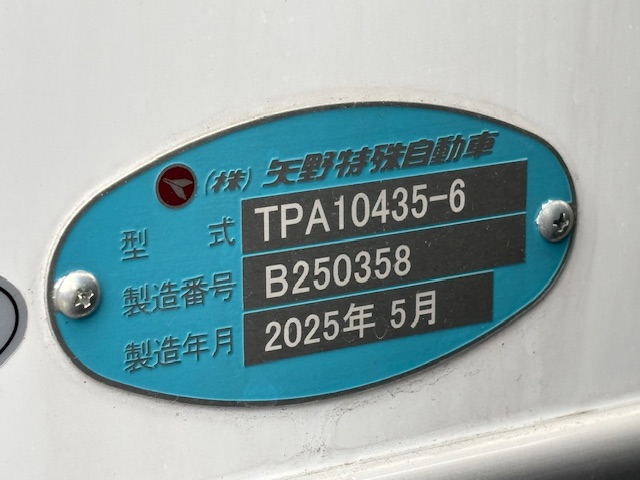 (株) 矢野特殊自動車
型 式 TPA10435-6
製造番号 B250358
製造年月 2025年 5月